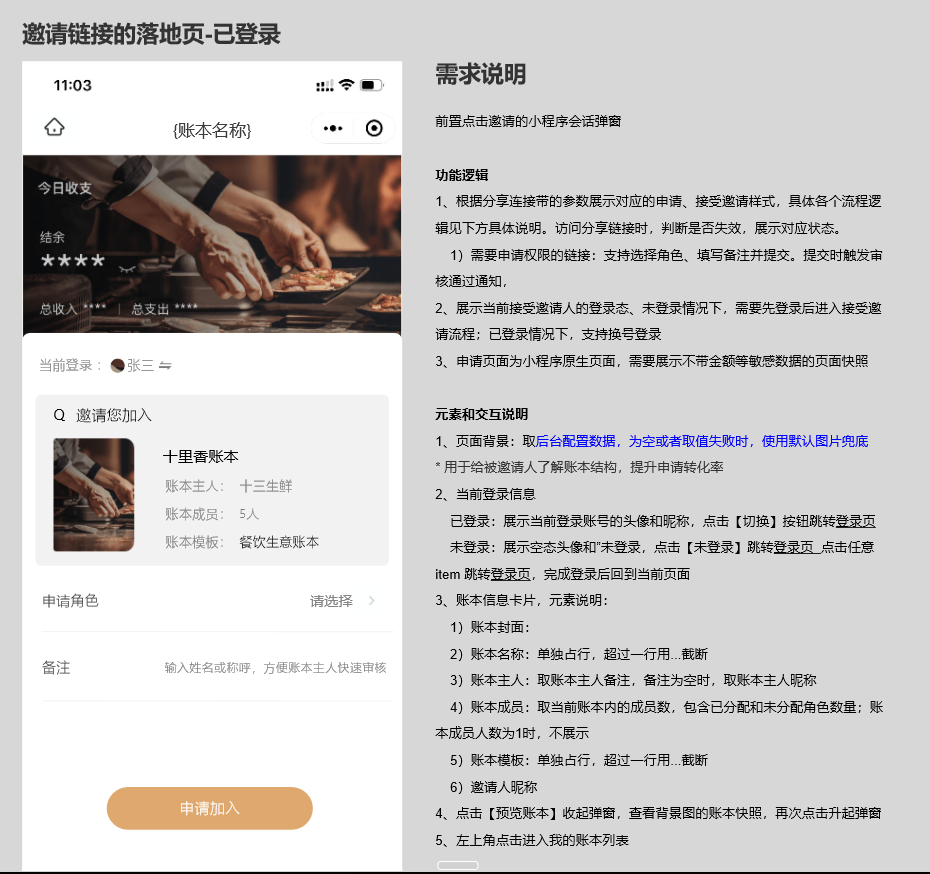 邀请链接的落地页-已登录
11:03
{账本名称}
今日收支
结余
****
总收入 **** | 总支出 ****
当前登录： 张三
Q 邀请您加入
十里香账本
账本主人： 十三生鲜
账本成员： 5人
账本模板： 餐饮生意账本
申请角色 请选择
备注 输入姓名或称呼，方便账本主人快速审核
申请加入
需求说明
前置点击邀请的小程序会话弹窗
功能逻辑
1、根据分享连接带的参数展示对应的申请、接受邀请样式，具体各个流程逻
辑见下方具体说明。访问分享链接时，判断是否失效，展示对应状态。
1）需要申请权限的链接：支持选择角色、填写备注并提交。提交时触发审
核通过通知，
2、展示当前接受邀请人的登录态、未登录情况下，需要先登录后进入接受邀
请流程；已登录情况下，支持换号登录
3、申请页面为小程序原生页面，需要展示不带金额等敏感数据的页面快照
元素和交互说明
1、页面背景：取后台配置数据，为空或者取值失败时，使用默认图片兜底
* 用于给被邀请人了解账本结构，提升申请转化率
2、当前登录信息
已登录：展示当前登录账号的头像和昵称，点击【切换】按钮跳转登录页
未登录：展示空态头像和”未登录，点击【未登录】跳转登录页 点击任意
item 跳转登录页，完成登录后回到当前页面
3、账本信息卡片，元素说明：
1）账本封面：
2）账本名称：单独占行，超过一行用...截断
3）账本主人：取账本主人备注，备注为空时，取账本主人昵称
4）账本成员：取当前账本内的成员数，包含已分配和未分配角色数量；账
本成员人数为1时，不展示
5）账本模板：单独占行，超过一行用...截断
6）邀请人昵称
4、点击【预览账本】收起弹窗，查看背景图的账本快照，再次点击升起弹窗
5、左上角点击进入我的账本列表